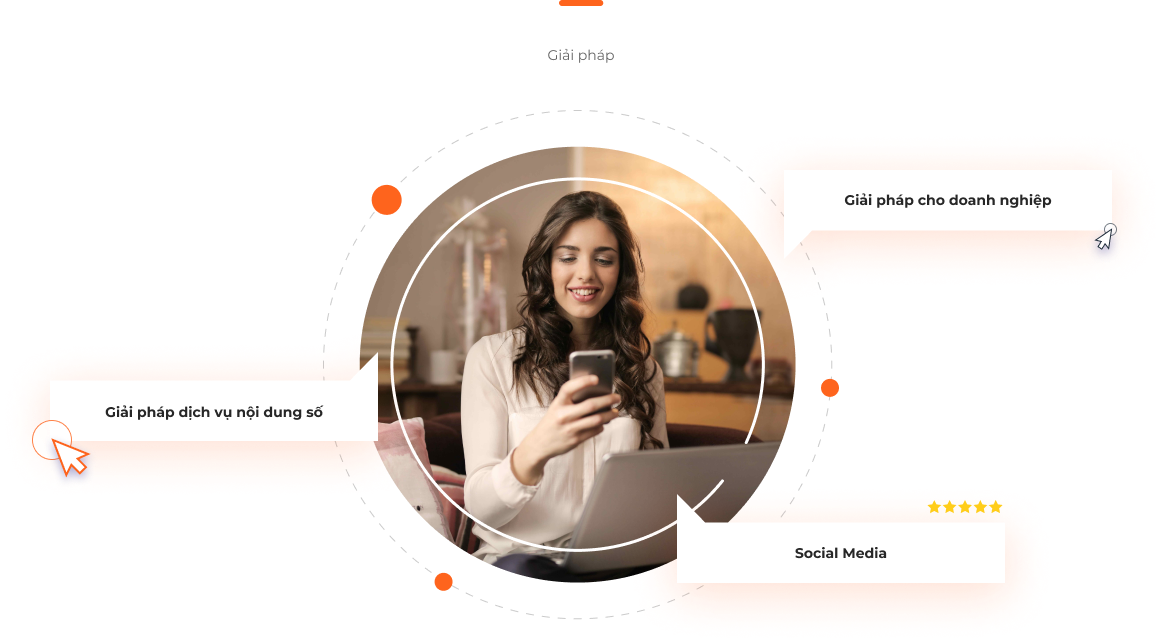 Giải pháp
Giải pháp cho doanh nghiệp
Giải pháp dịch vụ nội dung số
Social Media